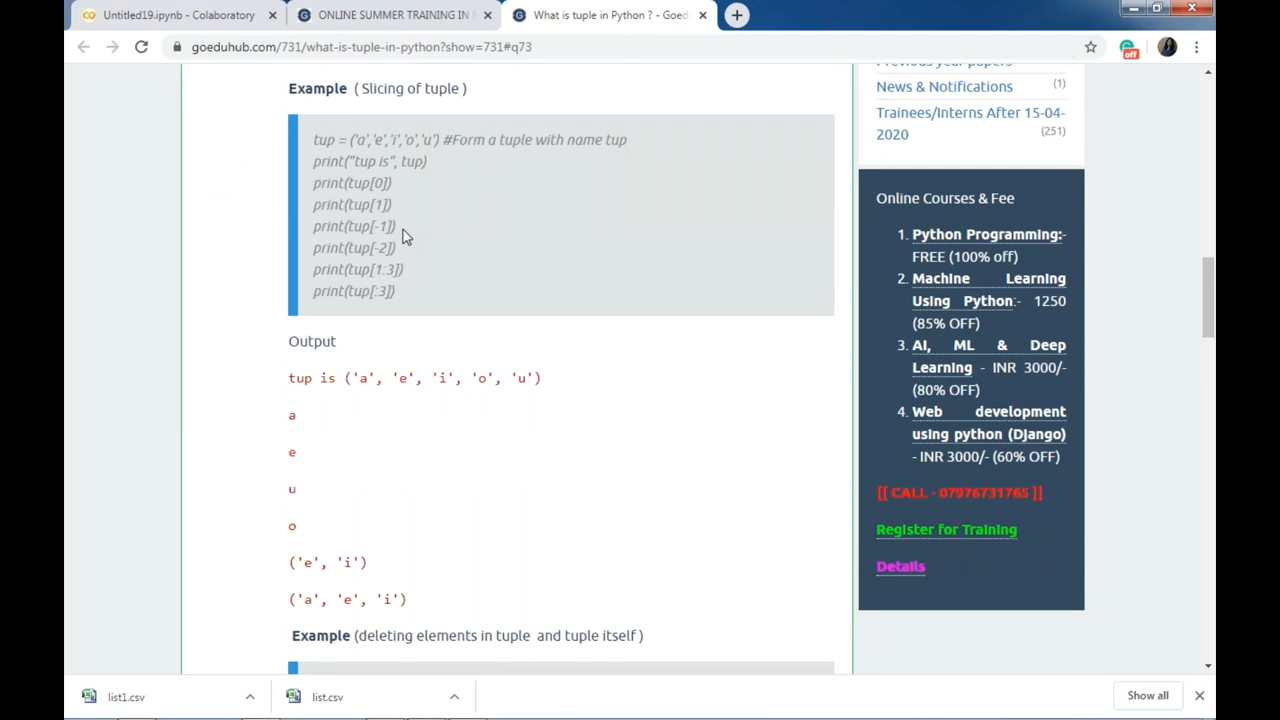 Untitled19.ipynb - Colaboratory
ONLINE SUMMER TRAINING IN
What is tuple in Python ? - Goed
goeduhub.com/731/what-is-tuple-in-python?show=731#q73
off
Example ( Slicing of tuple )
tup = ('a','e','i','o','u') #Form a tuple with name tup
print("tup is", tup)
print(tup[0])
print(tup[1])
print(tup[-1])
print(tup[-2])
print(tup[1:3])
print(tup[:3])
Output
tup is ('a', 'e', 'i', 'o', 'u')
a
e
u
o
('e', 'i')
('a', 'e', 'i')
Example (deleting elements in tuple and tuple itself )
Previous year papers
News & Notifications (1)
Trainees/Interns After 15-04-
2020 (251)
Online Courses & Fee
1. Python Programming:-
FREE (100% off)
2. Machine Learning
Using Python:- 1250
(85% OFF)
3. AI, ML & Deep
Learning - INR 3000/-
(80% OFF)
4. Web development
using python (Django)
- INR 3000/- (60% OFF)
[[ CALL - 07976731765 ]]
Register for Training
Details
list1.csv
list.csv
Show all